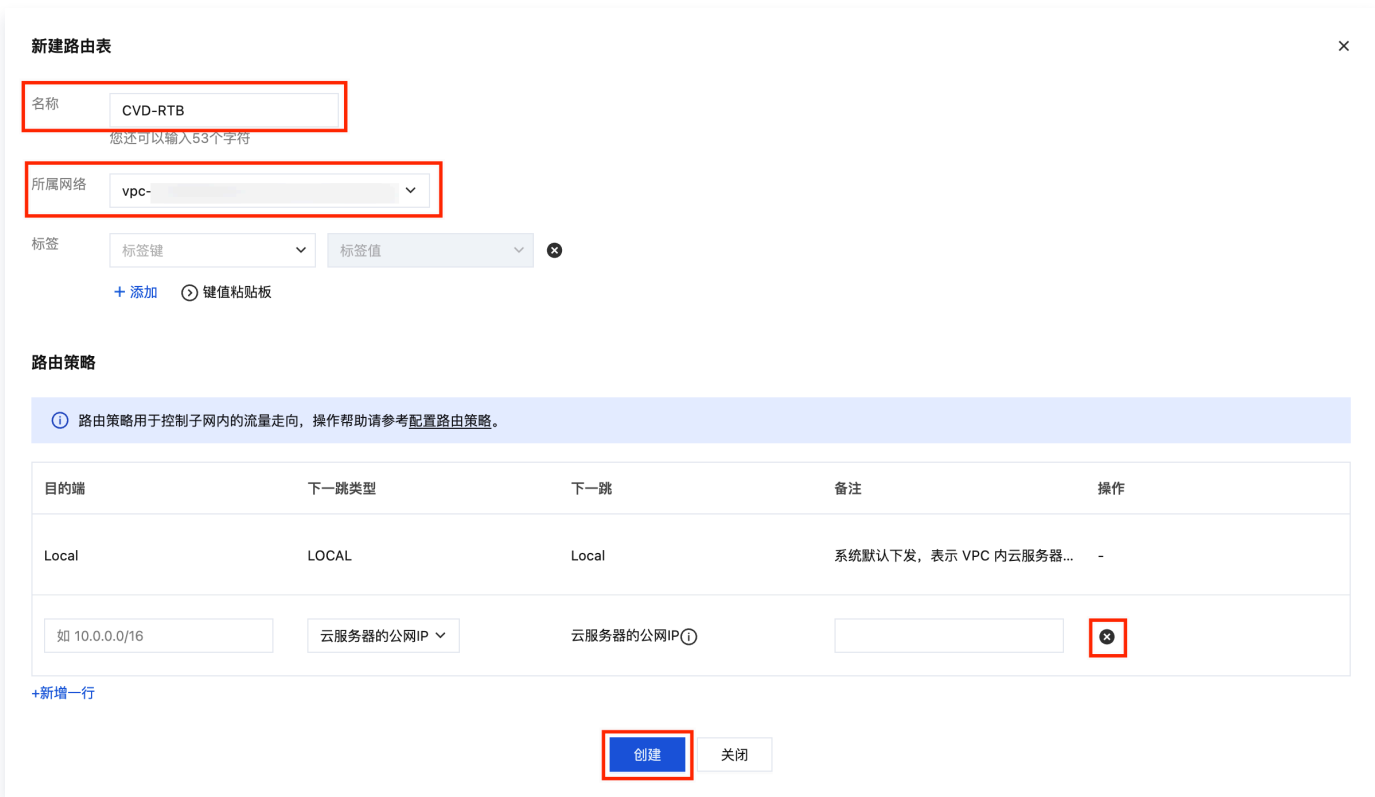 新建路由表
名称 CVD-RTB
您还可以输入53个字符
所属网络 vpc-
标签 标签键 标签值
+ 添加 键值粘贴板
路由策略
路由策略用于控制子网内的流量走向，操作帮助请参考配置路由策略。
目的端 下一跳类型 下一跳 备注 操作
Local LOCAL Local 系统默认下发，表示 VPC 内云服务器... -
如 10.0.0.0/16 云服务器的公网IP 云服务器的公网IP
+新增一行
创建 关闭